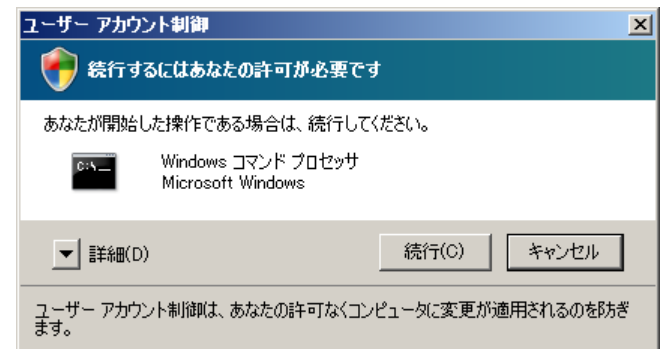 ユーザー アカウント制御
続行するにはあなたの許可が必要です
あなたが開始した操作である場合は、続行してください。
C:\_
Windows コマンド プロセッサ
Microsoft Windows
詳細(D)
続行(C)
キャンセル
ユーザー アカウント制御は、あなたの許可なくコンピュータに変更が適用されるのを防ぎ
ます。